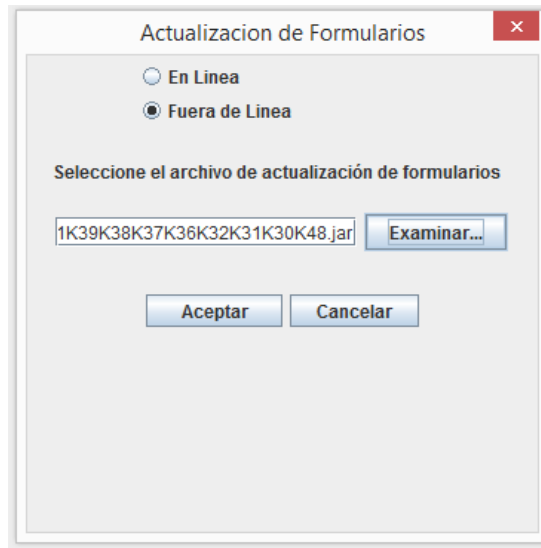 Actualizacion de Formularios
En Linea
Fuera de Linea
Seleccione el archivo de actualización de formularios
1K39K38K37K36K32K31K30K48.jar Examinar...
Aceptar Cancelar